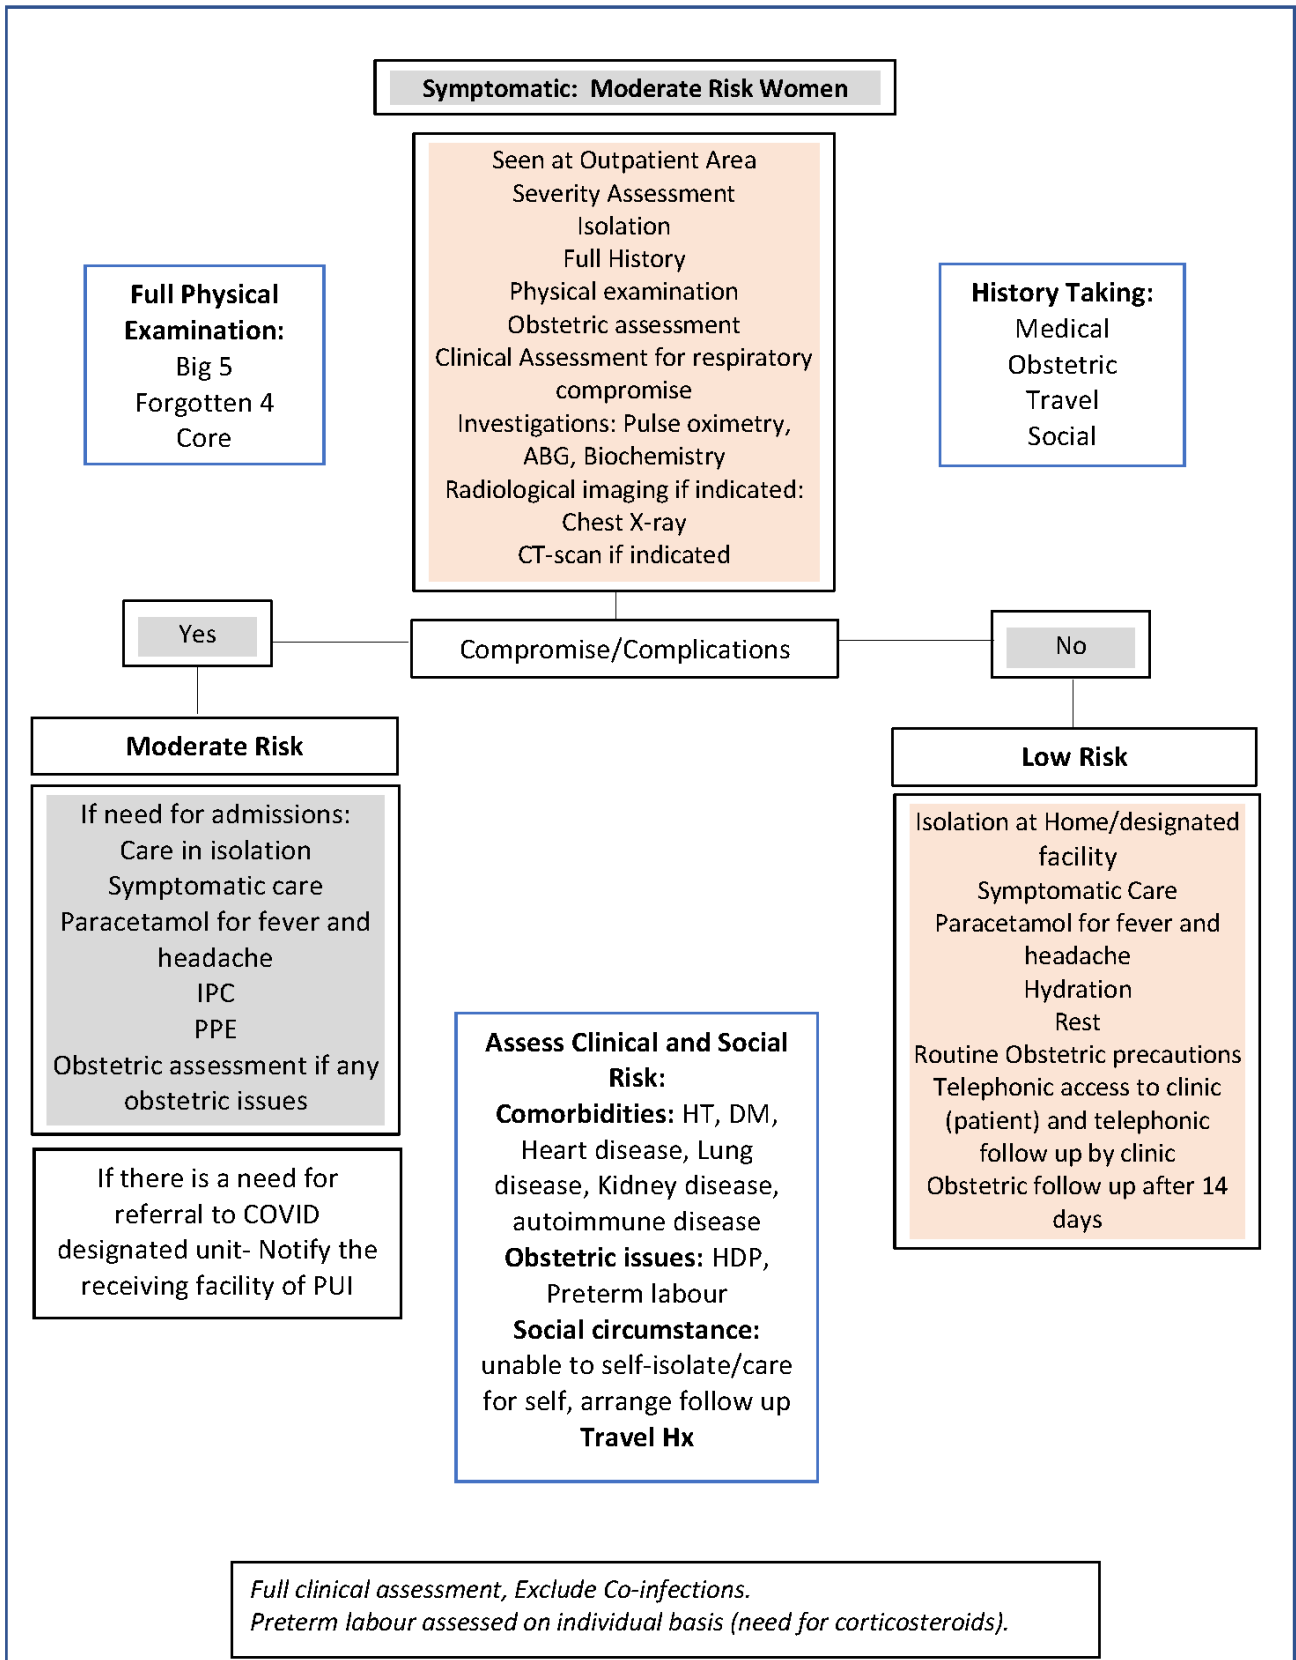 Symptomatic:  Moderate Risk Women
Seen at Outpatient Area
Severity Assessment
Isolation
Full History
Physical examination
Obstetric assessment
Clinical Assessment for respiratory
compromise
Investigations: Pulse oximetry,
ABG, Biochemistry
Radiological imaging if indicated:
Chest X-ray
CT-scan if indicated
Full Physical
Examination:
Big 5
Forgotten 4
Core
History Taking:
Medical
Obstetric
Travel
Social
Yes
Compromise/Complications
No
Moderate Risk
If need for admissions:
Care in isolation
Symptomatic care
Paracetamol for fever and
headache
IPC
PPE
Obstetric assessment if any
obstetric issues
If there is a need for
referral to COVID
designated unit- Notify the
receiving facility of PUI
Low Risk
Isolation at Home/designated
facility
Symptomatic Care
Paracetamol for fever and
headache
Hydration
Rest
Routine Obstetric precautions
Telephonic access to clinic
(patient) and telephonic
follow up by clinic
Obstetric follow up after 14
days
Assess Clinical and Social
Risk:
Comorbidities: HT, DM,
Heart disease, Lung
disease, Kidney disease,
autoimmune disease
Obstetric issues: HDP,
Preterm labour
Social circumstance:
unable to self-isolate/care
for self, arrange follow up
Travel Hx
Full clinical assessment, Exclude Co-infections.
Preterm labour assessed on individual basis (need for corticosteroids).